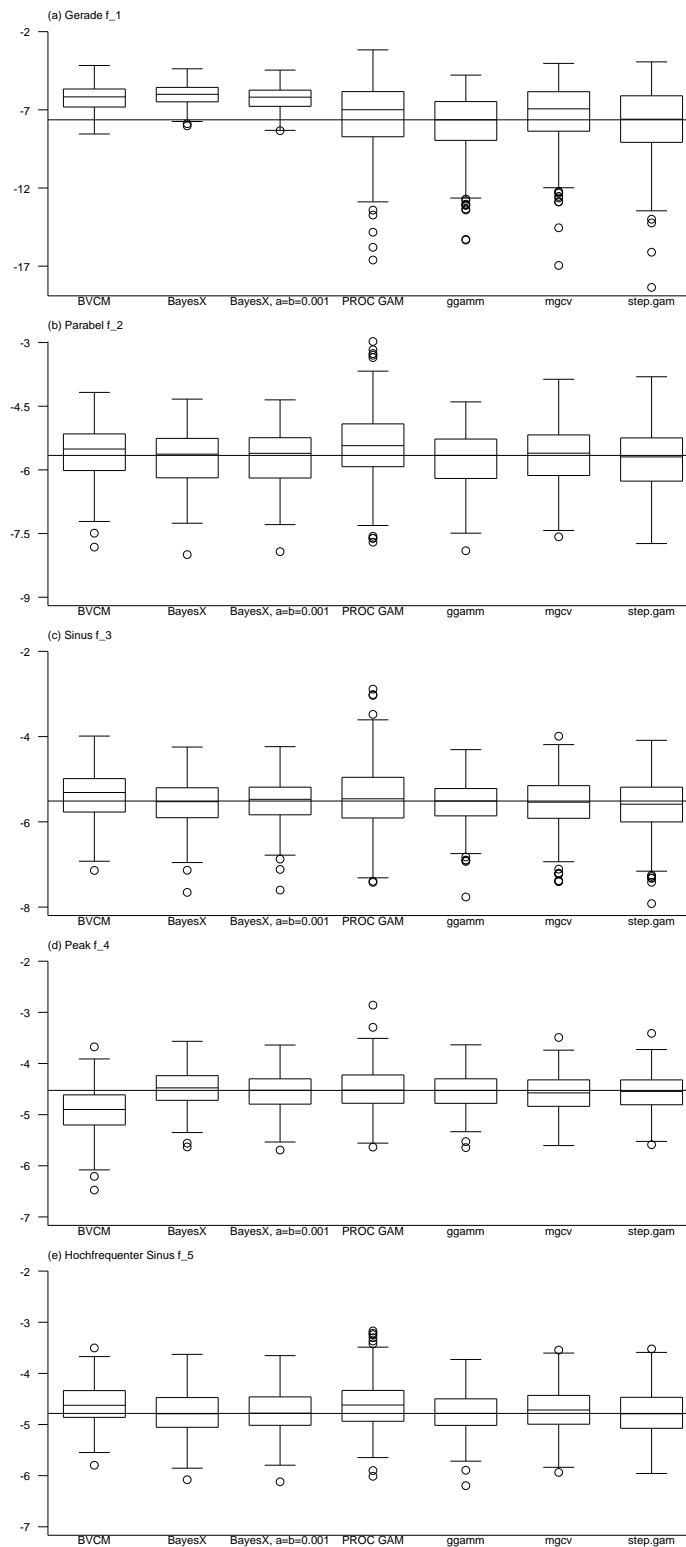 (a) Gerade f_1
-2
-7
-12
-17
BVCM BayesX BayesX, a=b=0.001 PROC GAM ggamm mgcv step.gam
(b) Parabel f_2
-3
-4.5
-6
-7.5
-9
BVCM BayesX BayesX, a=b=0.001 PROC GAM ggamm mgcv step.gam
(c) Sinus f_3
-2
-4
-6
-8
BVCM BayesX BayesX, a=b=0.001 PROC GAM ggamm mgcv step.gam
(d) Peak f_4
-2
-3
-4
-5
-6
-7
BVCM BayesX BayesX, a=b=0.001 PROC GAM ggamm mgcv step.gam
(e) Hochfrequenter Sinus f_5
-2
-3
-4
-5
-6
-7
BVCM BayesX BayesX, a=b=0.001 PROC GAM ggamm mgcv step.gam